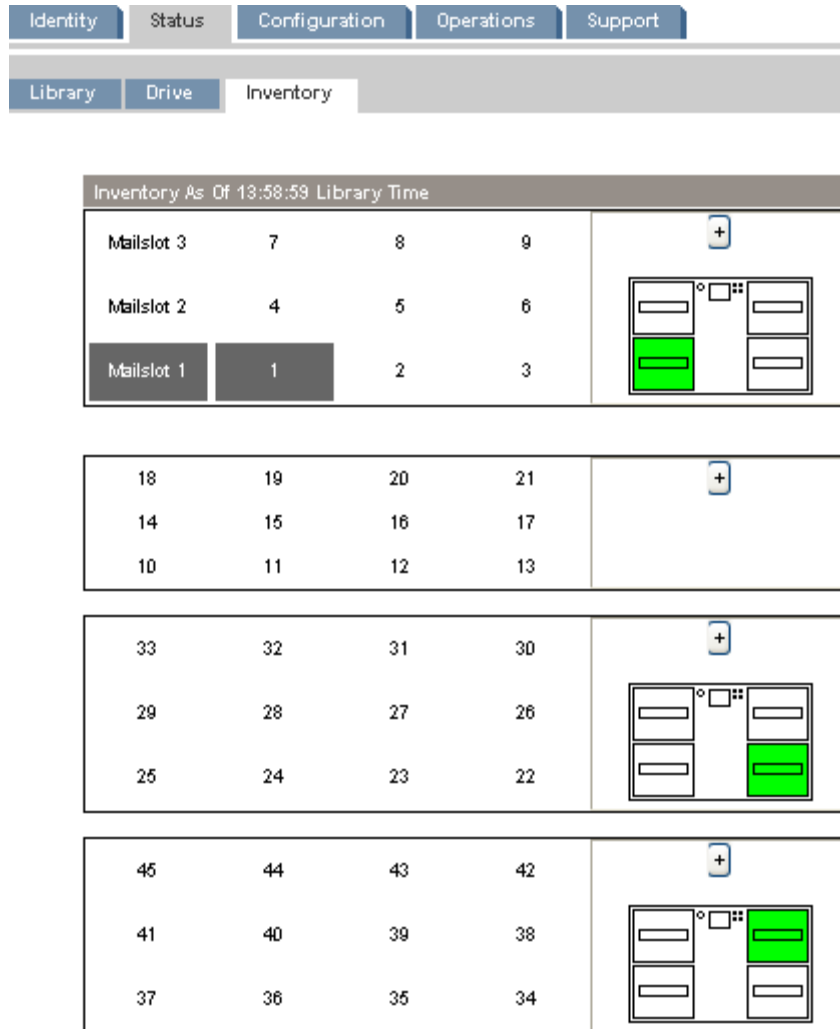 Identity Status Configuration Operations Support
Library Drive Inventory
Inventory As Of 13:58:59 Library Time
Mailslot 3 7 8 9 +
Mailslot 2 4 5 6
Mailslot 1 1 2 3
18 19 20 21 +
14 15 16 17
10 11 12 13
33 32 31 30 +
29 28 27 26
25 24 23 22
45 44 43 42 +
41 40 39 38
37 36 35 34